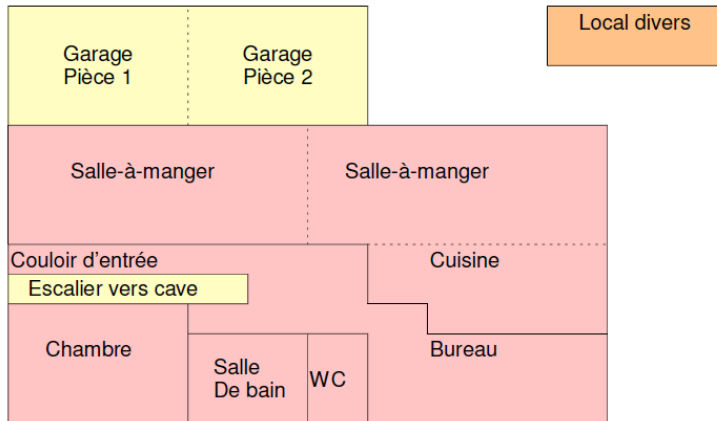 Garage
Pièce 1
Garage
Pièce 2
Local divers
Salle-à-manger
Salle-à-manger
Couloir d'entrée
Cuisine
Escalier vers cave
Chambre
Salle
De bain
WC
Bureau